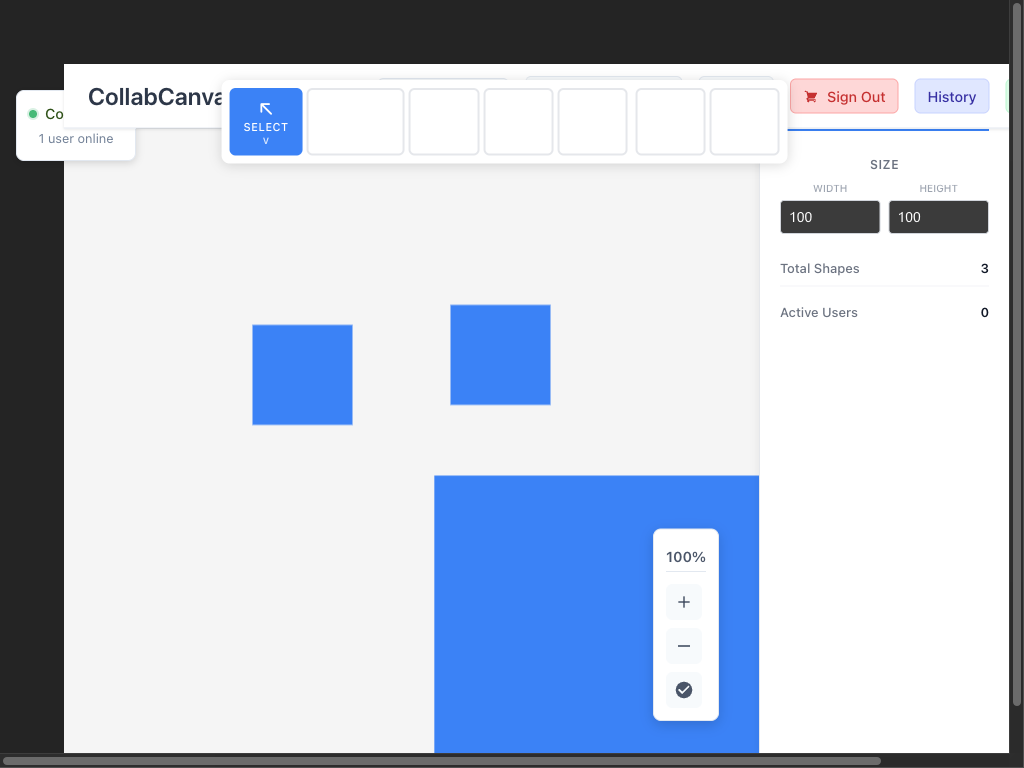 CollabCanva
Sign Out
History
Co
1 user online
SELECT
V
SIZE
WIDTH
HEIGHT
100
100
Total Shapes
3
Active Users
0
100%